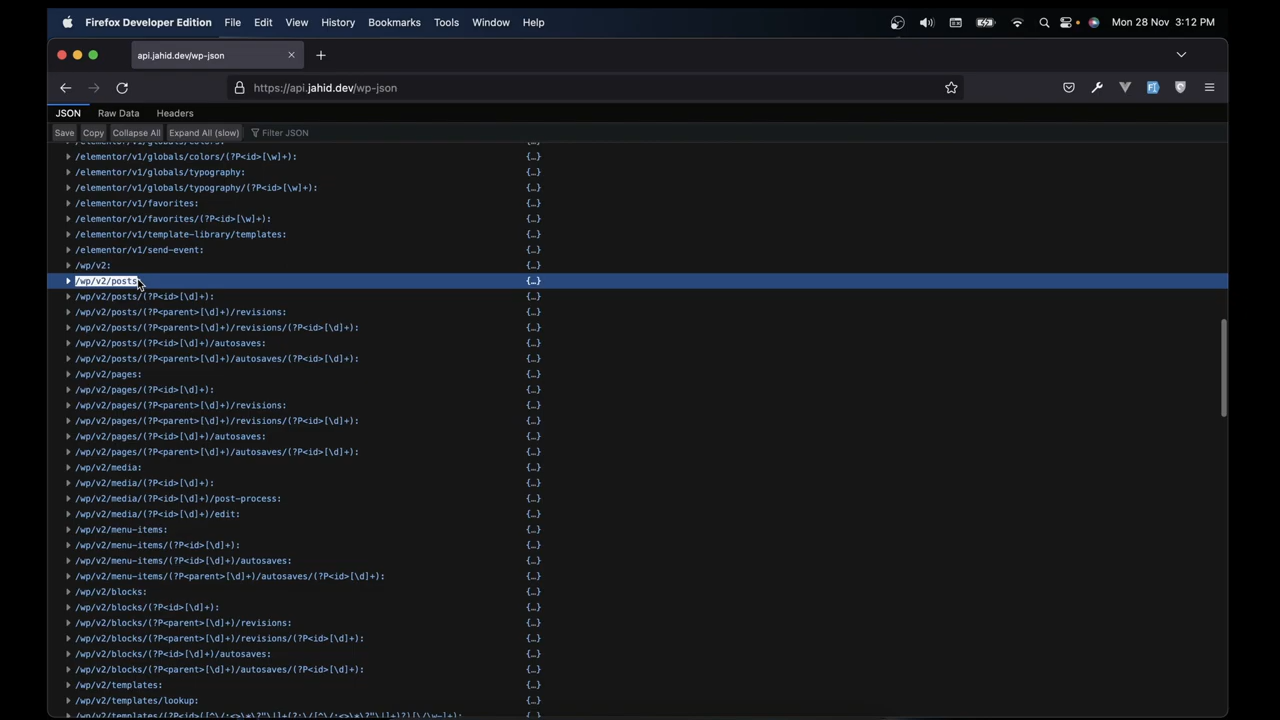 Firefox Developer Edition File Edit View History Bookmarks Tools Window Help Mon 28 Nov 3:12 PM
api.jahid.dev/wp-json
https://api.jahid.dev/wp-json
JSON Raw Data Headers
Save Copy Collapse All Expand All (slow) Filter JSON
/elementor/v1/globals/colors:
/elementor/v1/globals/colors/(?P<id>[\w]+): {…}
/elementor/v1/globals/typography: {…}
/elementor/v1/globals/typography/(?P<id>[\w]+): {…}
/elementor/v1/favorites: {…}
/elementor/v1/favorites/(?P<id>[\w]+): {…}
/elementor/v1/template-library/templates: {…}
/elementor/v1/send-event: {…}
/wp/v2: {…}
/wp/v2/posts {…}
/wp/v2/posts/(?P<id>[\d]+): {…}
/wp/v2/posts/(?P<parent>[\d]+)/revisions: {…}
/wp/v2/posts/(?P<parent>[\d]+)/revisions/(?P<id>[\d]+): {…}
/wp/v2/posts/(?P<id>[\d]+)/autosaves: {…}
/wp/v2/posts/(?P<parent>[\d]+)/autosaves/(?P<id>[\d]+): {…}
/wp/v2/pages: {…}
/wp/v2/pages/(?P<id>[\d]+): {…}
/wp/v2/pages/(?P<parent>[\d]+)/revisions: {…}
/wp/v2/pages/(?P<parent>[\d]+)/revisions/(?P<id>[\d]+): {…}
/wp/v2/pages/(?P<id>[\d]+)/autosaves: {…}
/wp/v2/pages/(?P<parent>[\d]+)/autosaves/(?P<id>[\d]+): {…}
/wp/v2/media: {…}
/wp/v2/media/(?P<id>[\d]+): {…}
/wp/v2/media/(?P<id>[\d]+)/post-process: {…}
/wp/v2/media/(?P<id>[\d]+)/edit: {…}
/wp/v2/menu-items: {…}
/wp/v2/menu-items/(?P<id>[\d]+): {…}
/wp/v2/menu-items/(?P<id>[\d]+)/autosaves: {…}
/wp/v2/menu-items/(?P<parent>[\d]+)/autosaves/(?P<id>[\d]+): {…}
/wp/v2/blocks: {…}
/wp/v2/blocks/(?P<id>[\d]+): {…}
/wp/v2/blocks/(?P<parent>[\d]+)/revisions: {…}
/wp/v2/blocks/(?P<parent>[\d]+)/revisions/(?P<id>[\d]+): {…}
/wp/v2/blocks/(?P<id>[\d]+)/autosaves: {…}
/wp/v2/blocks/(?P<parent>[\d]+)/autosaves/(?P<id>[\d]+): {…}
/wp/v2/templates: {…}
/wp/v2/templates/lookup: {…}